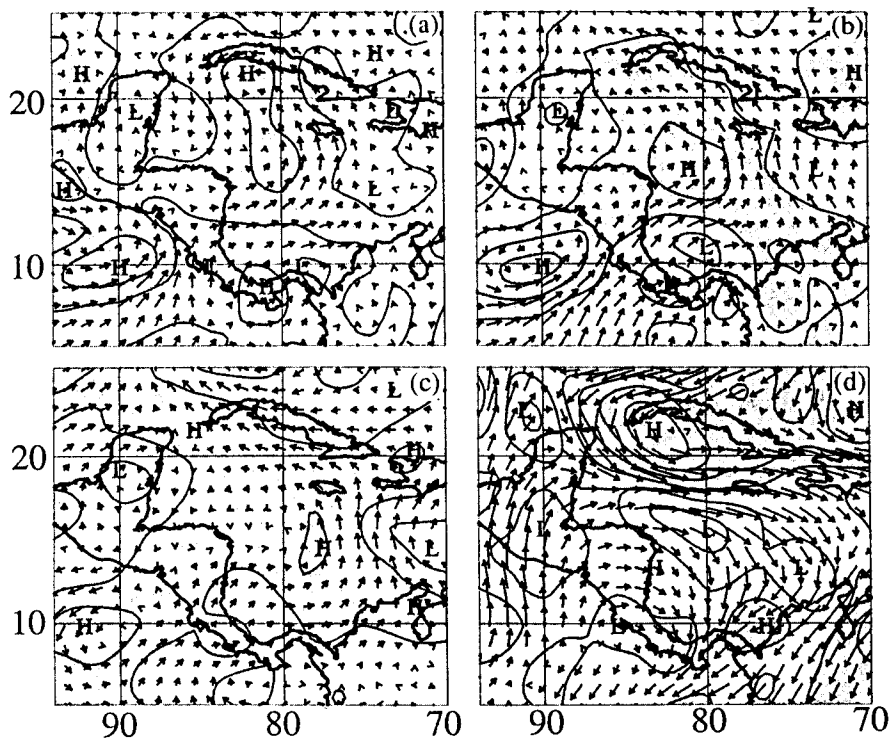 (a) (b)
H H H L H
20 L H H
L
H
10 H H L H
L H
E
H L
H
(c) (d)
L H
20 H H
L
H L
10 H
L H H
H
L L L
L H
90 80 70 90 80 70